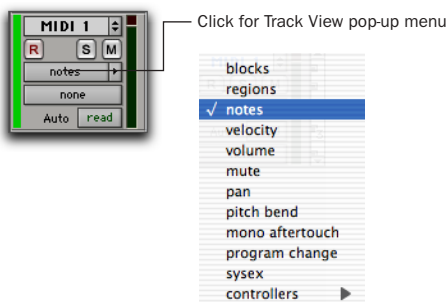 MIDI 1
R S M
notes
none
Auto read
Click for Track View pop-up menu
blocks
regions
√ notes
velocity
volume
mute
pan
pitch bend
mono aftertouch
program change
sysex
controllers